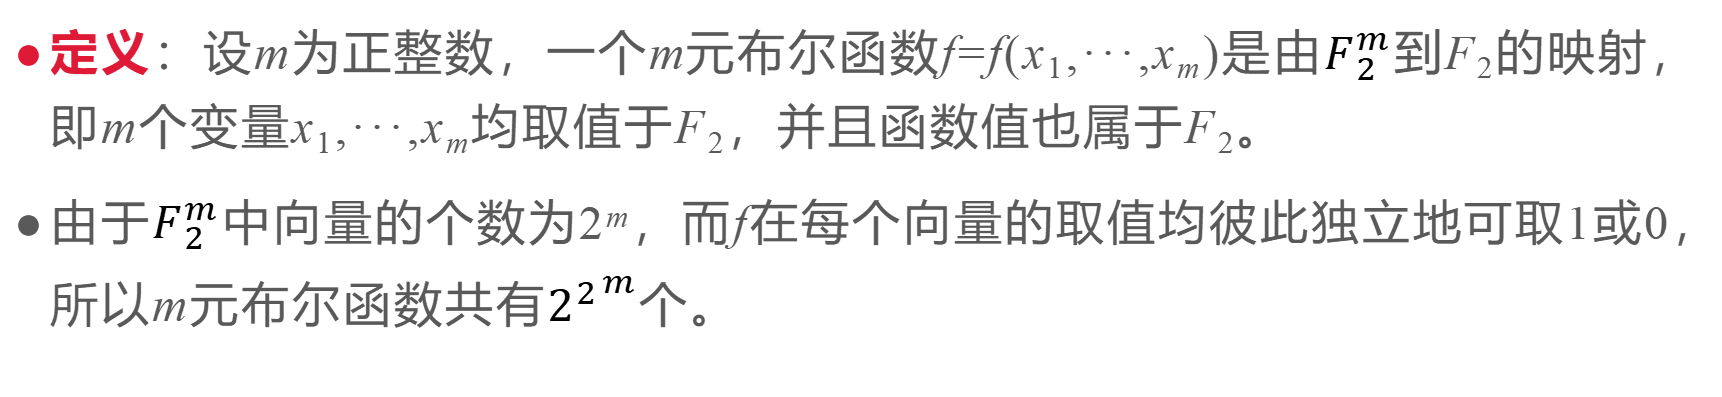 ●定义：设m为正整数，一个m元布尔函数f=f(x₁,⋯,xₘ)是由F₂ᵐ到F₂的映射，
即m个变量x₁,⋯,xₘ均取值于F₂，并且函数值也属于F₂。
●由于F₂ᵐ中向量的个数为2ᵐ，而f在每个向量的取值均彼此独立地可取1或0，
所以m元布尔函数共有2^2^m个。